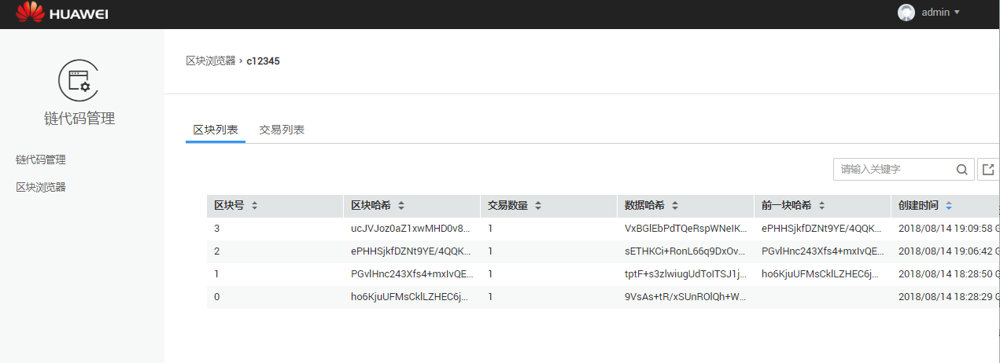 HUAWEI
admin
区块浏览器 › c12345
链代码管理
区块列表 交易列表
链代码管理
请输入关键字
区块浏览器
区块号 区块哈希 交易数量 数据哈希 前一块哈希 创建时间
3 ucJVJoz0aZ1xwMHD0v8... 1 VxBGlEbPdTQeRspWNeIK... ePHHSjkfDZNt9YE/4QQK... 2018/08/14 19:09:58 G
2 ePHHSjkfDZNt9YE/4QQK... 1 sETHKCi+RonL66q9DxOv... PGvlHnc243Xfs4+mxIvQE... 2018/08/14 19:06:42 G
1 PGvlHnc243Xfs4+mxIvQE... 1 tptF+s3zlwiugUdToITSJ1j... ho6KjuUFMsCklLZHEC6j... 2018/08/14 18:28:50 G
0 ho6KjuUFMsCklLZHEC6j... 1 9VsAs+tR/xSUnROlQh+W... 2018/08/14 18:28:29 G